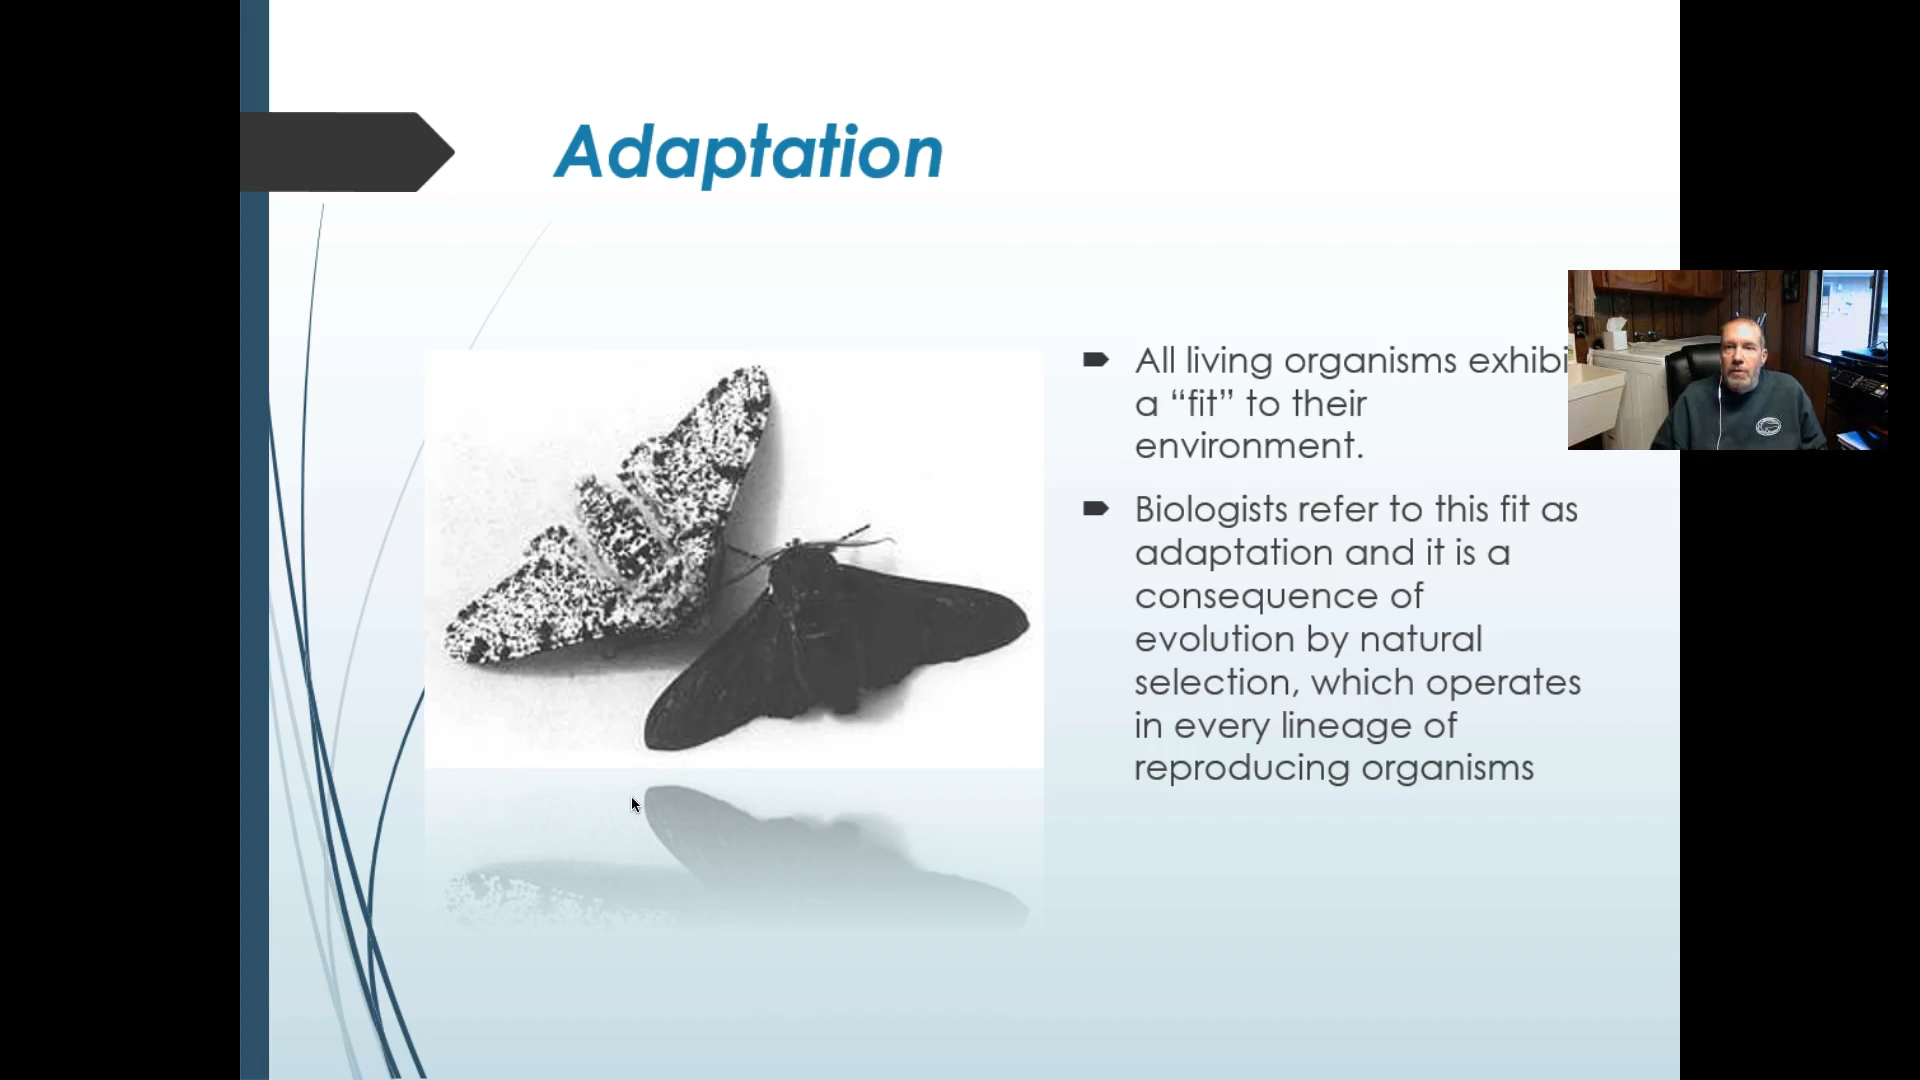 Adaptation
All living organisms exhibi
a “fit” to their
environment.
Biologists refer to this fit as
adaptation and it is a
consequence of
evolution by natural
selection, which operates
in every lineage of
reproducing organisms